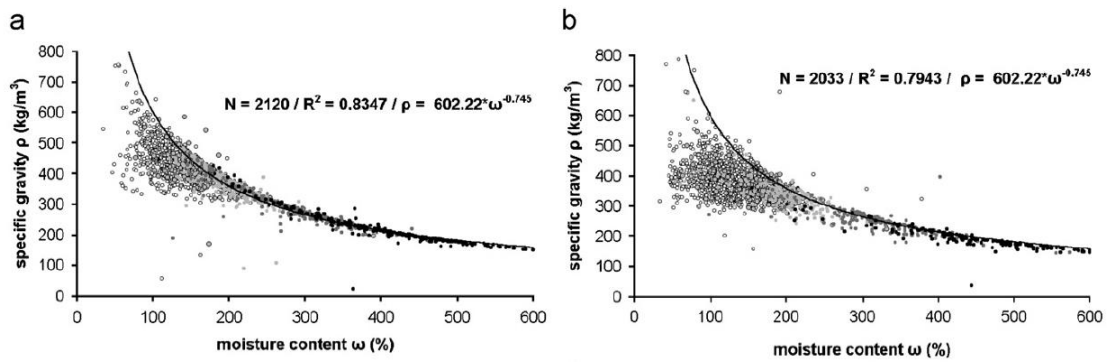 a
800
700
600
500
400
300
200
100
0
specific gravity ρ (kg/m³)
N = 2120 / R² = 0.8347 / ρ = 602.22*ω^-0.745
0 100 200 300 400 500 600
moisture content ω (%)
b
800
700
600
500
400
300
200
100
0
specific gravity ρ (kg/m³)
N = 2033 / R² = 0.7943 / ρ = 602.22*ω^-0.745
0 100 200 300 400 500 600
moisture content ω (%)